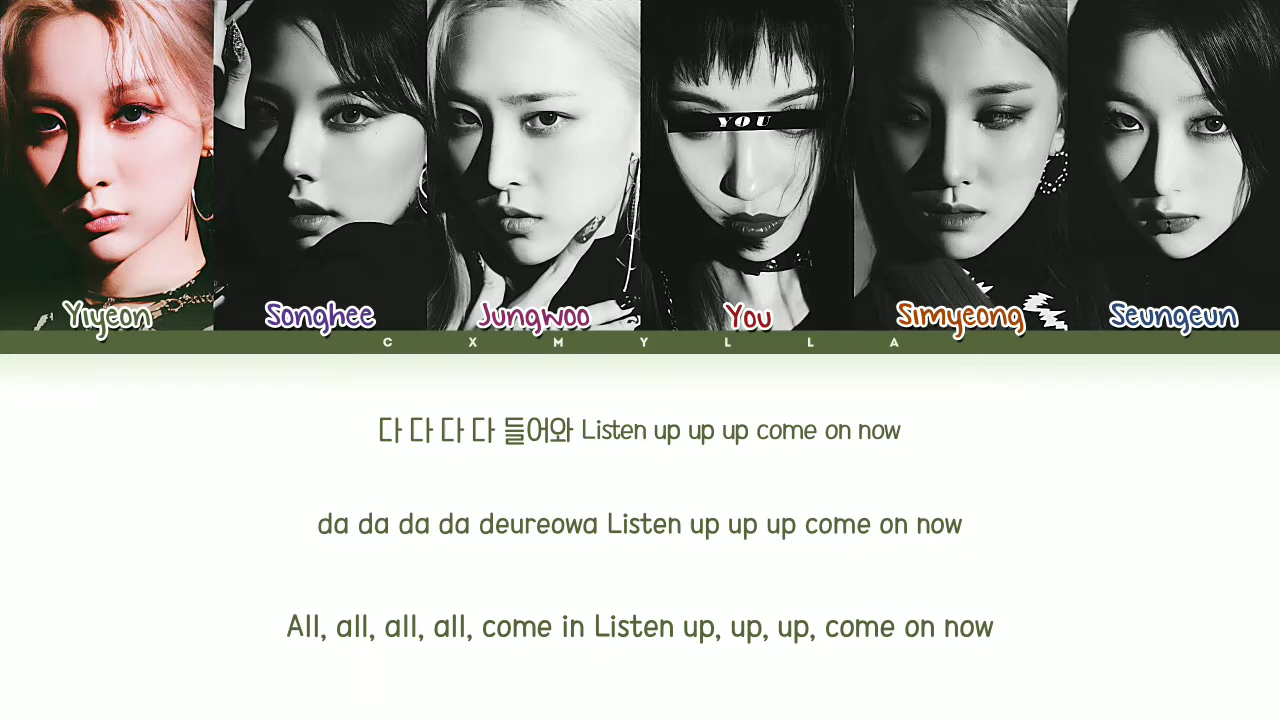 YOU
Yiyeon Songhee Jungwoo You Simyeong Seungeun
C X M Y L L A
다 다 다 다 들어와 Listen up up up come on now
da da da da deureowa Listen up up up come on now
All, all, all, all, come in Listen up, up, up, come on now